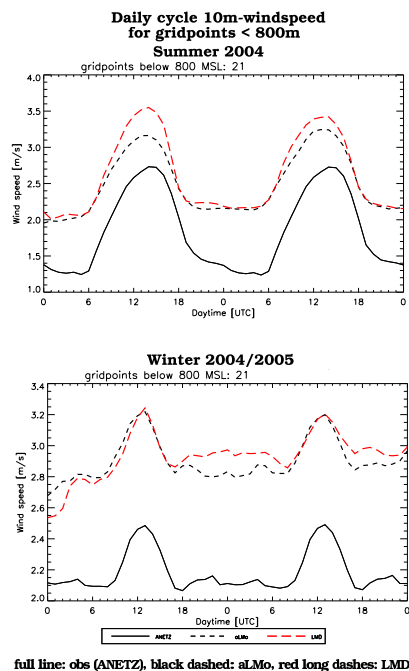 Daily cycle 10m-windspeed
for gridpoints < 800m
Summer 2004
gridpoints below 800 MSL: 21
4.0
3.5
3.0
2.5
2.0
1.5
1.0
Wind speed [m/s]
0 6 12 18 0 6 12 18 0
Daytime [UTC]
Winter 2004/2005
gridpoints below 800 MSL: 21
3.4
3.2
3.0
2.8
2.6
2.4
2.2
2.0
Wind speed [m/s]
0 6 12 18 0 6 12 18 0
Daytime [UTC]
ANETZ aLMo LMD
full line: obs (ANETZ), black dashed: aLMo, red long dashes: LMD